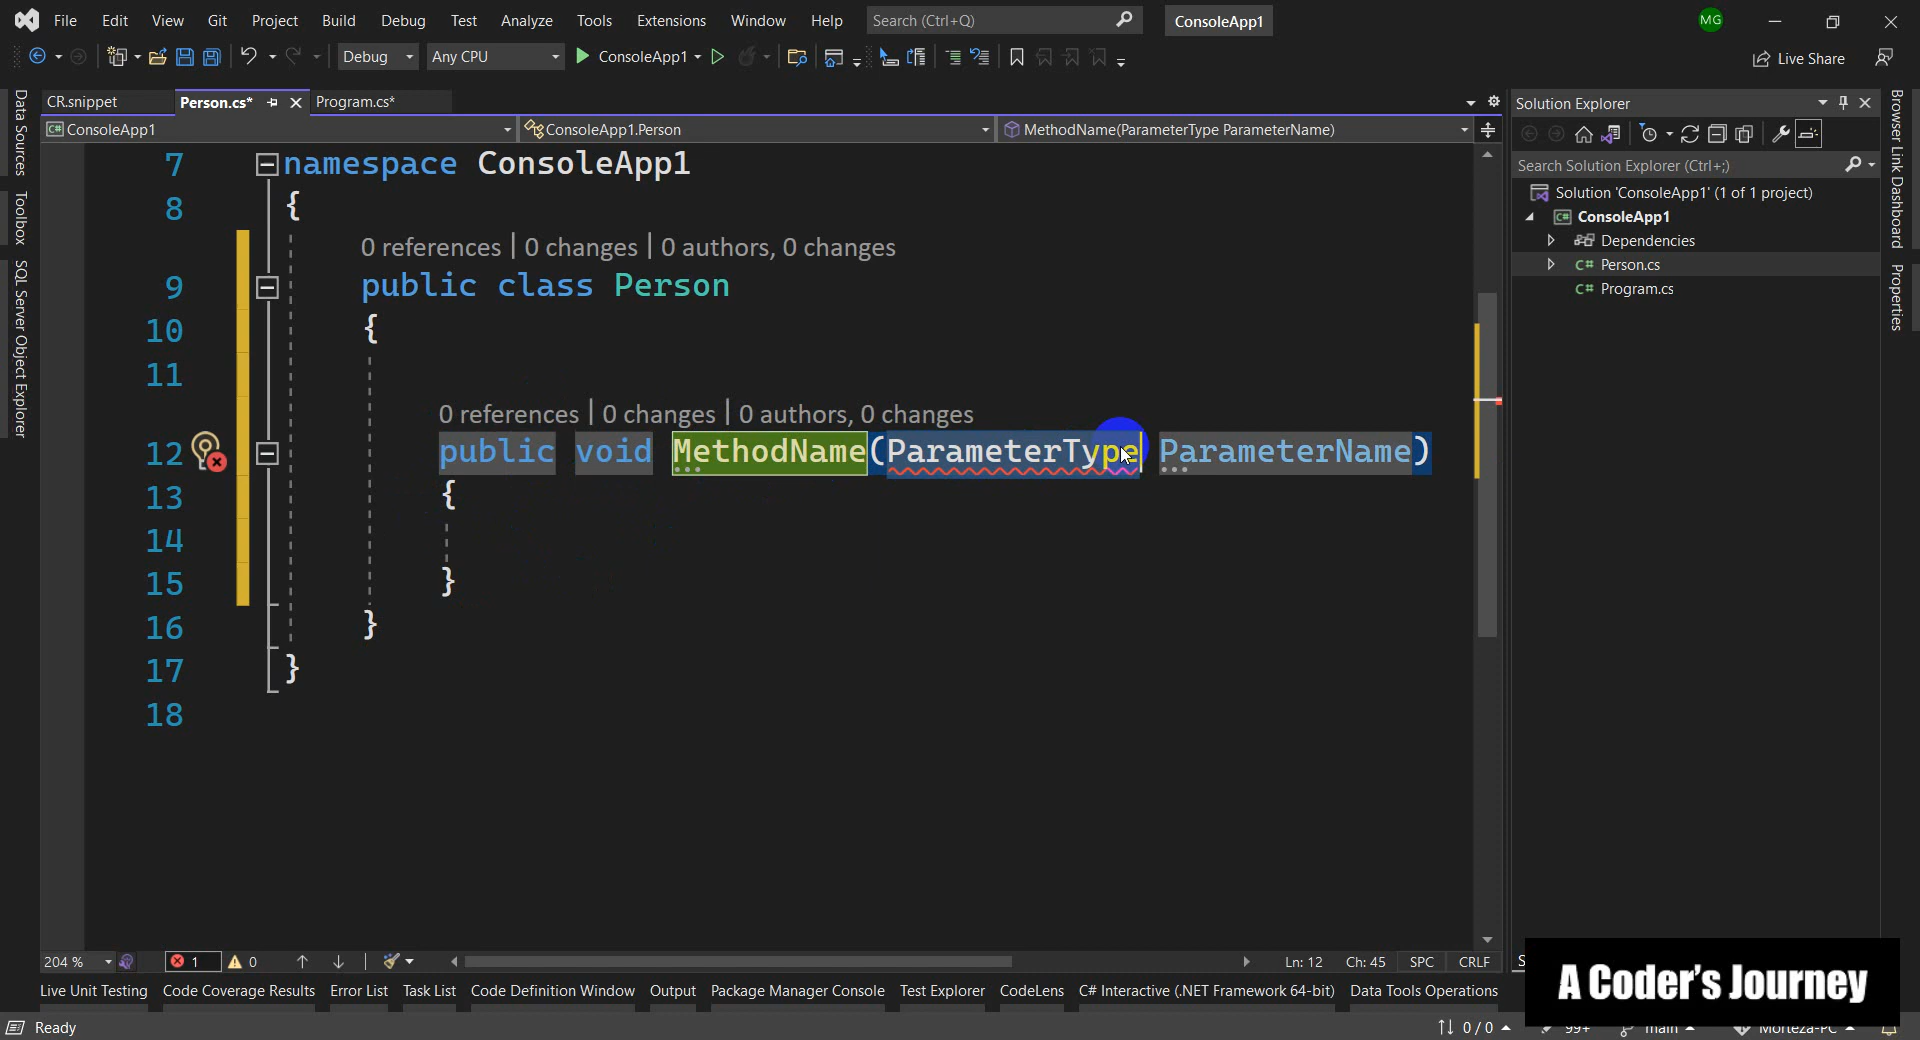 File Edit View Git Project Build Debug Test Analyze Tools Extensions Window Help Search (Ctrl+Q) ConsoleApp1 MG
Debug Any CPU ConsoleApp1 Live Share
CR.snippet Person.cs* Program.cs*
ConsoleApp1 ConsoleApp1.Person MethodName(ParameterType ParameterName)
7 namespace ConsoleApp1
8 {
0 references | 0 changes | 0 authors, 0 changes
9 public class Person
10 {
11
0 references | 0 changes | 0 authors, 0 changes
12 public void MethodName(ParameterType ParameterName)
13 {
14
15 }
16 }
17 }
18
204 % 1 0 Ln: 12 Ch: 45 SPC CRLF
Live Unit Testing Code Coverage Results Error List Task List Code Definition Window Output Package Manager Console Test Explorer CodeLens C# Interactive (.NET Framework 64-bit) Data Tools Operations
Ready 0 / 0 99+ main Morteza-PC
Data Sources
Toolbox
SQL Server Object Explorer
Solution Explorer
Search Solution Explorer (Ctrl+;)
Solution 'ConsoleApp1' (1 of 1 project)
C# ConsoleApp1
Dependencies
C# Person.cs
C# Program.cs
Browser Link Dashboard
Properties
A Coder's Journey